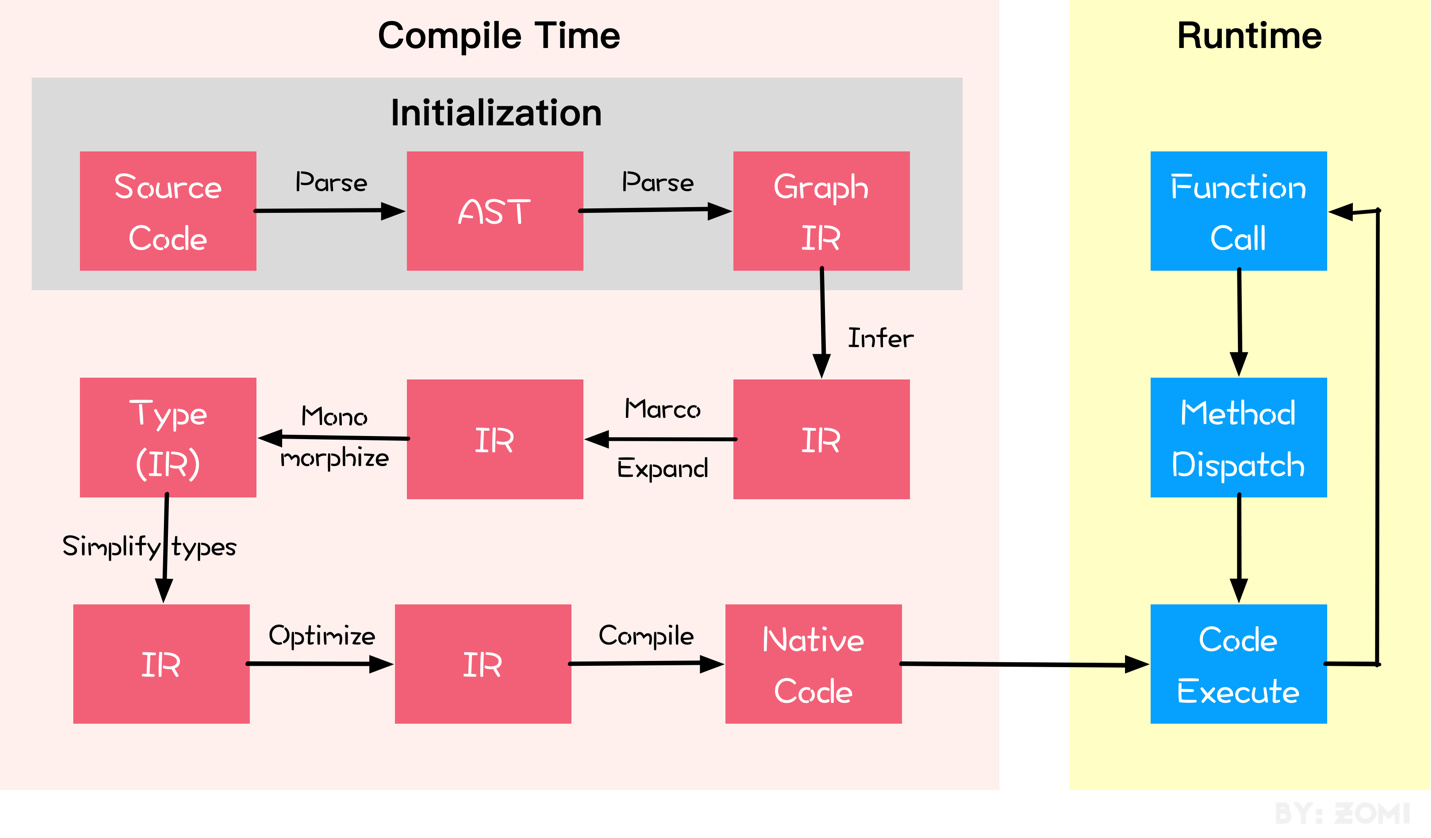 Compile Time
Runtime
Initialization
Source
Code
Parse
AST
Parse
Graph
IR
Function
Call
Infer
Type
(IR)
Mono
morphize
IR
Marco
Expand
IR
Method
Dispatch
Simplify types
IR
Optimize
IR
Compile
Native
Code
Code
Execute
BY: ZOMI